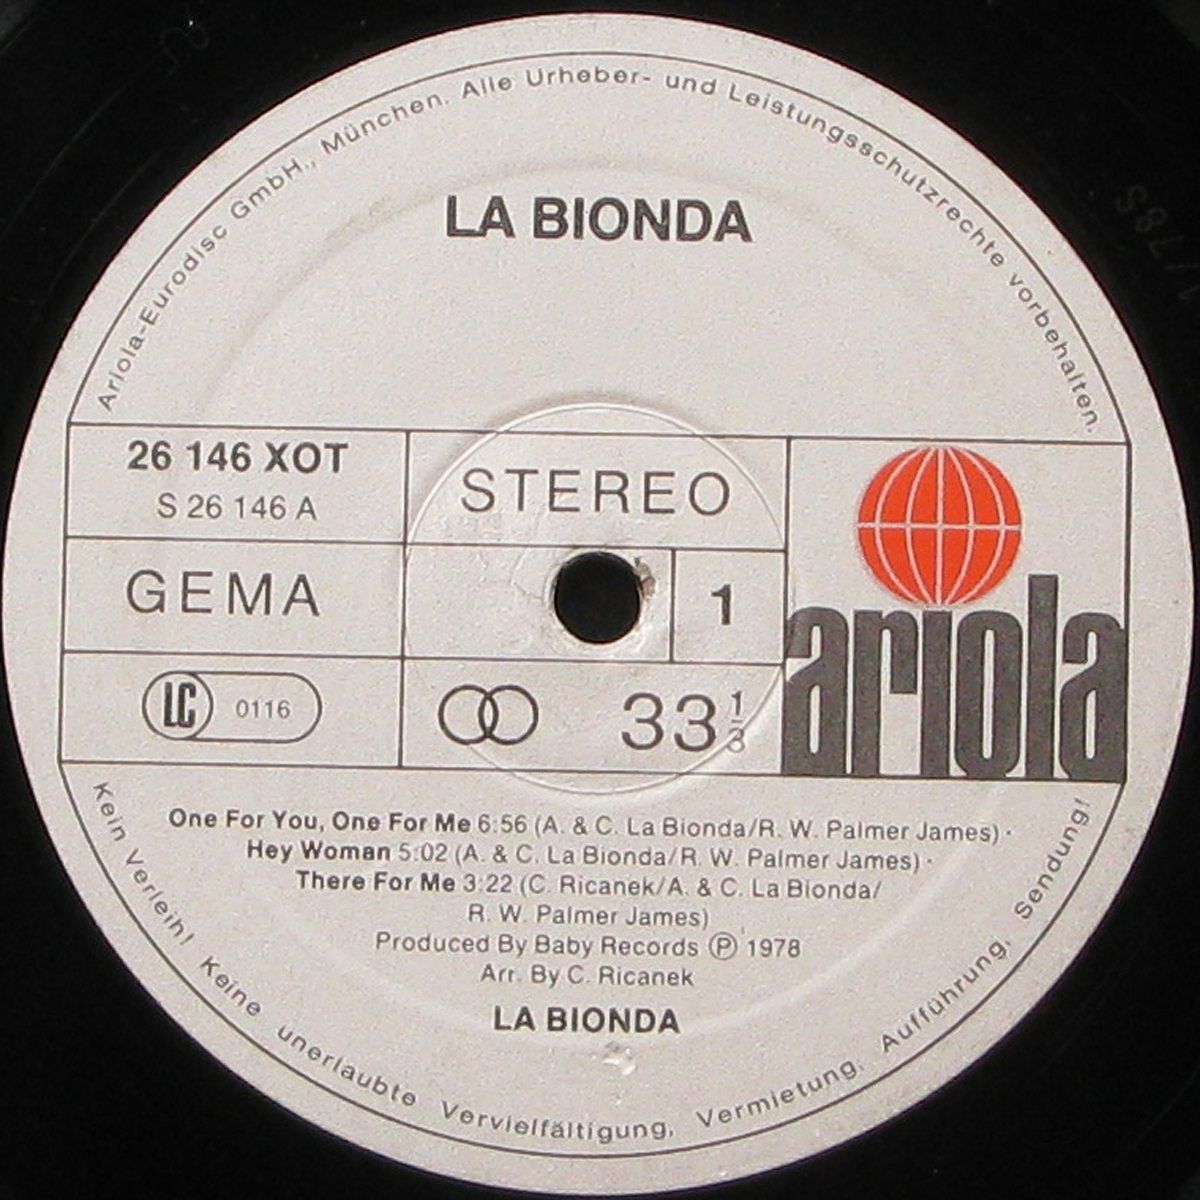 Ariola-Eurodisc GmbH., München. Alle Urheber- und Leistungsschutzrechte vorbehalten.
LA BIONDA
26 146 XOT
S 26 146 A
STEREO
GEMA
1
LC 0116
33 1/3
ariola
One For You, One For Me 6:56 (A. & C. La Bionda/R. W. Palmer James) ·
Hey Woman 5:02 (A. & C. La Bionda/R. W. Palmer James) ·
There For Me 3:22 (C. Ricanek/A. & C. La Bionda/
R. W. Palmer James)
Produced By Baby Records Ⓟ 1978
Arr. By C. Ricanek
LA BIONDA
Kein Verleih! Keine unerlaubte Vervielfältigung, Vermietung, Aufführung, Sendung!